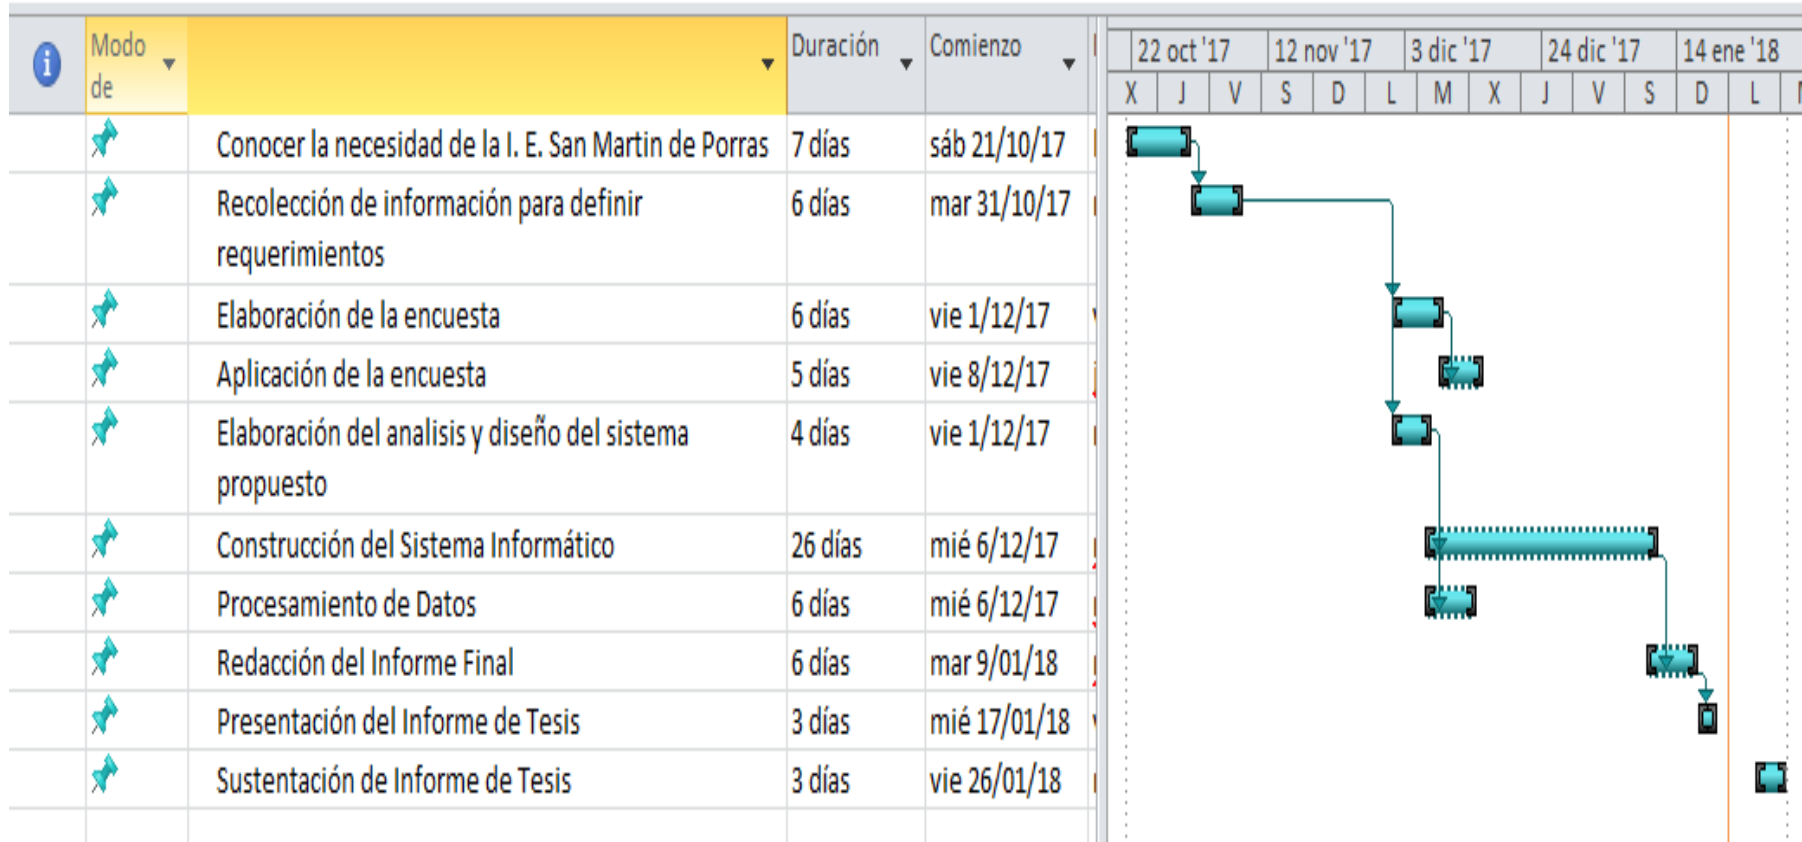 Modo de
Duración
Comienzo
22 oct '17
12 nov '17
3 dic '17
24 dic '17
14 ene '18
X J V S D L M X J V S D L
Conocer la necesidad de la I. E. San Martin de Porras 7 días sáb 21/10/17
Recolección de información para definir 6 días mar 31/10/17
requerimientos
Elaboración de la encuesta 6 días vie 1/12/17
Aplicación de la encuesta 5 días vie 8/12/17
Elaboración del analisis y diseño del sistema 4 días vie 1/12/17
propuesto
Construcción del Sistema Informático 26 días mié 6/12/17
Procesamiento de Datos 6 días mié 6/12/17
Redacción del Informe Final 6 días mar 9/01/18
Presentación del Informe de Tesis 3 días mié 17/01/18
Sustentación de Informe de Tesis 3 días vie 26/01/18